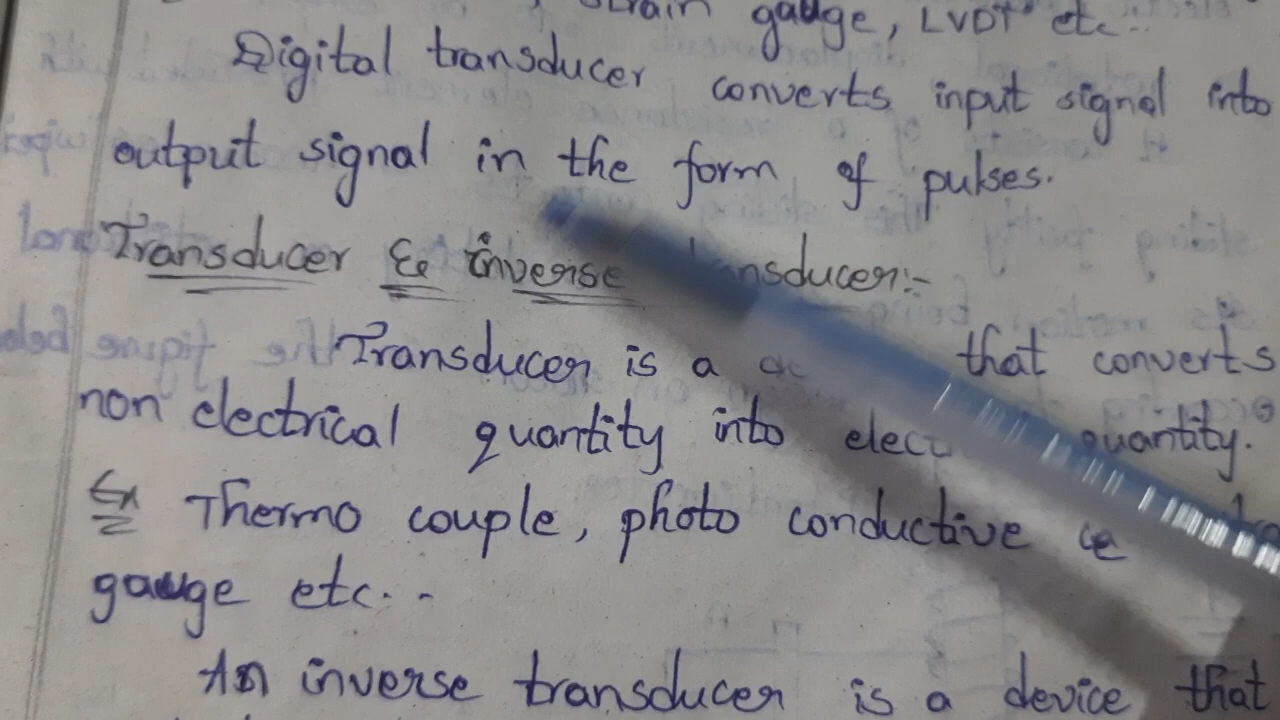 strain gauge, LVDT etc..
Digital transducer converts input signal into
output signal in the form of pulses.
Transducer & inverse transducer:-
Transducer is a that converts
non electrical quantity into quantity.
Ex Thermo couple, photo conductive
gauge etc..
An inverse transducer is a device that